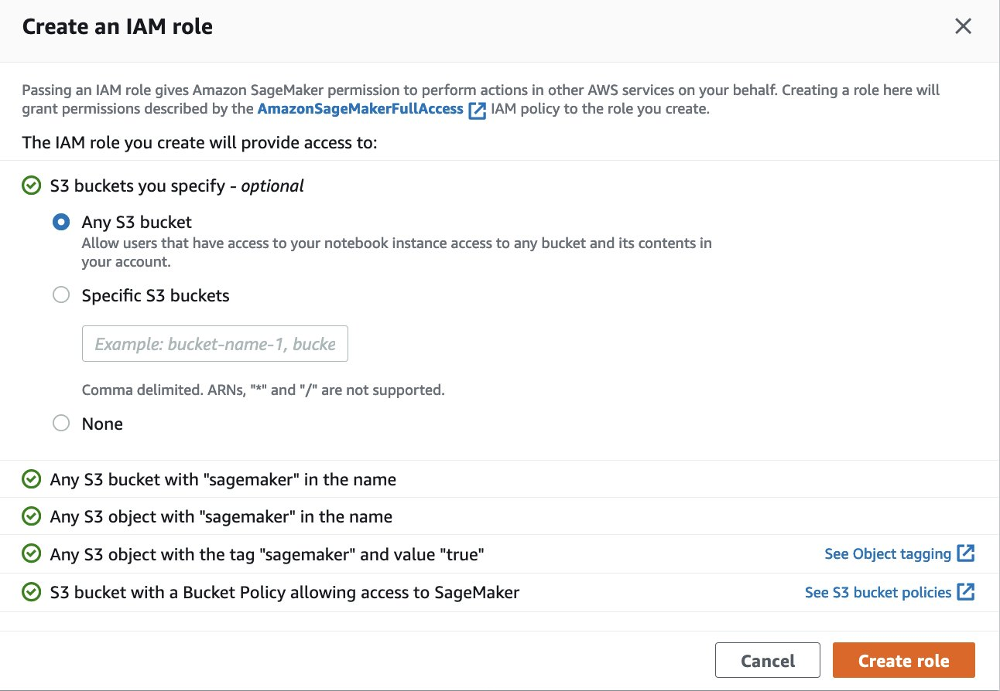 Create an IAM role
Passing an IAM role gives Amazon SageMaker permission to perform actions in other AWS services on your behalf. Creating a role here will
grant permissions described by the AmazonSageMakerFullAccess IAM policy to the role you create.
The IAM role you create will provide access to:
S3 buckets you specify - optional
Any S3 bucket
Allow users that have access to your notebook instance access to any bucket and its contents in
your account.
Specific S3 buckets
Example: bucket-name-1, bucke
Comma delimited. ARNs, "*" and "/" are not supported.
None
Any S3 bucket with "sagemaker" in the name
Any S3 object with "sagemaker" in the name
Any S3 object with the tag "sagemaker" and value "true" See Object tagging
S3 bucket with a Bucket Policy allowing access to SageMaker See S3 bucket policies
Cancel Create role